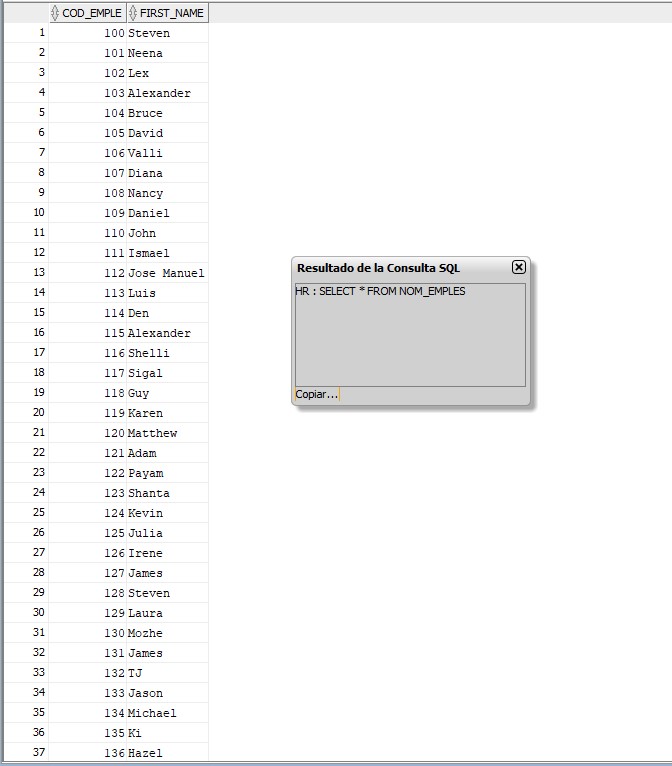 COD_EMPLE FIRST_NAME
1 100 Steven
2 101 Neena
3 102 Lex
4 103 Alexander
5 104 Bruce
6 105 David
7 106 Valli
8 107 Diana
9 108 Nancy
10 109 Daniel
11 110 John
12 111 Ismael
13 112 Jose Manuel
14 113 Luis
15 114 Den
16 115 Alexander
17 116 Shelli
18 117 Sigal
19 118 Guy
20 119 Karen
21 120 Matthew
22 121 Adam
23 122 Payam
24 123 Shanta
25 124 Kevin
26 125 Julia
27 126 Irene
28 127 James
29 128 Steven
30 129 Laura
31 130 Mozhe
32 131 James
33 132 TJ
34 133 Jason
35 134 Michael
36 135 Ki
37 136 Hazel
Resultado de la Consulta SQL
HR : SELECT * FROM NOM_EMPLES
Copiar...